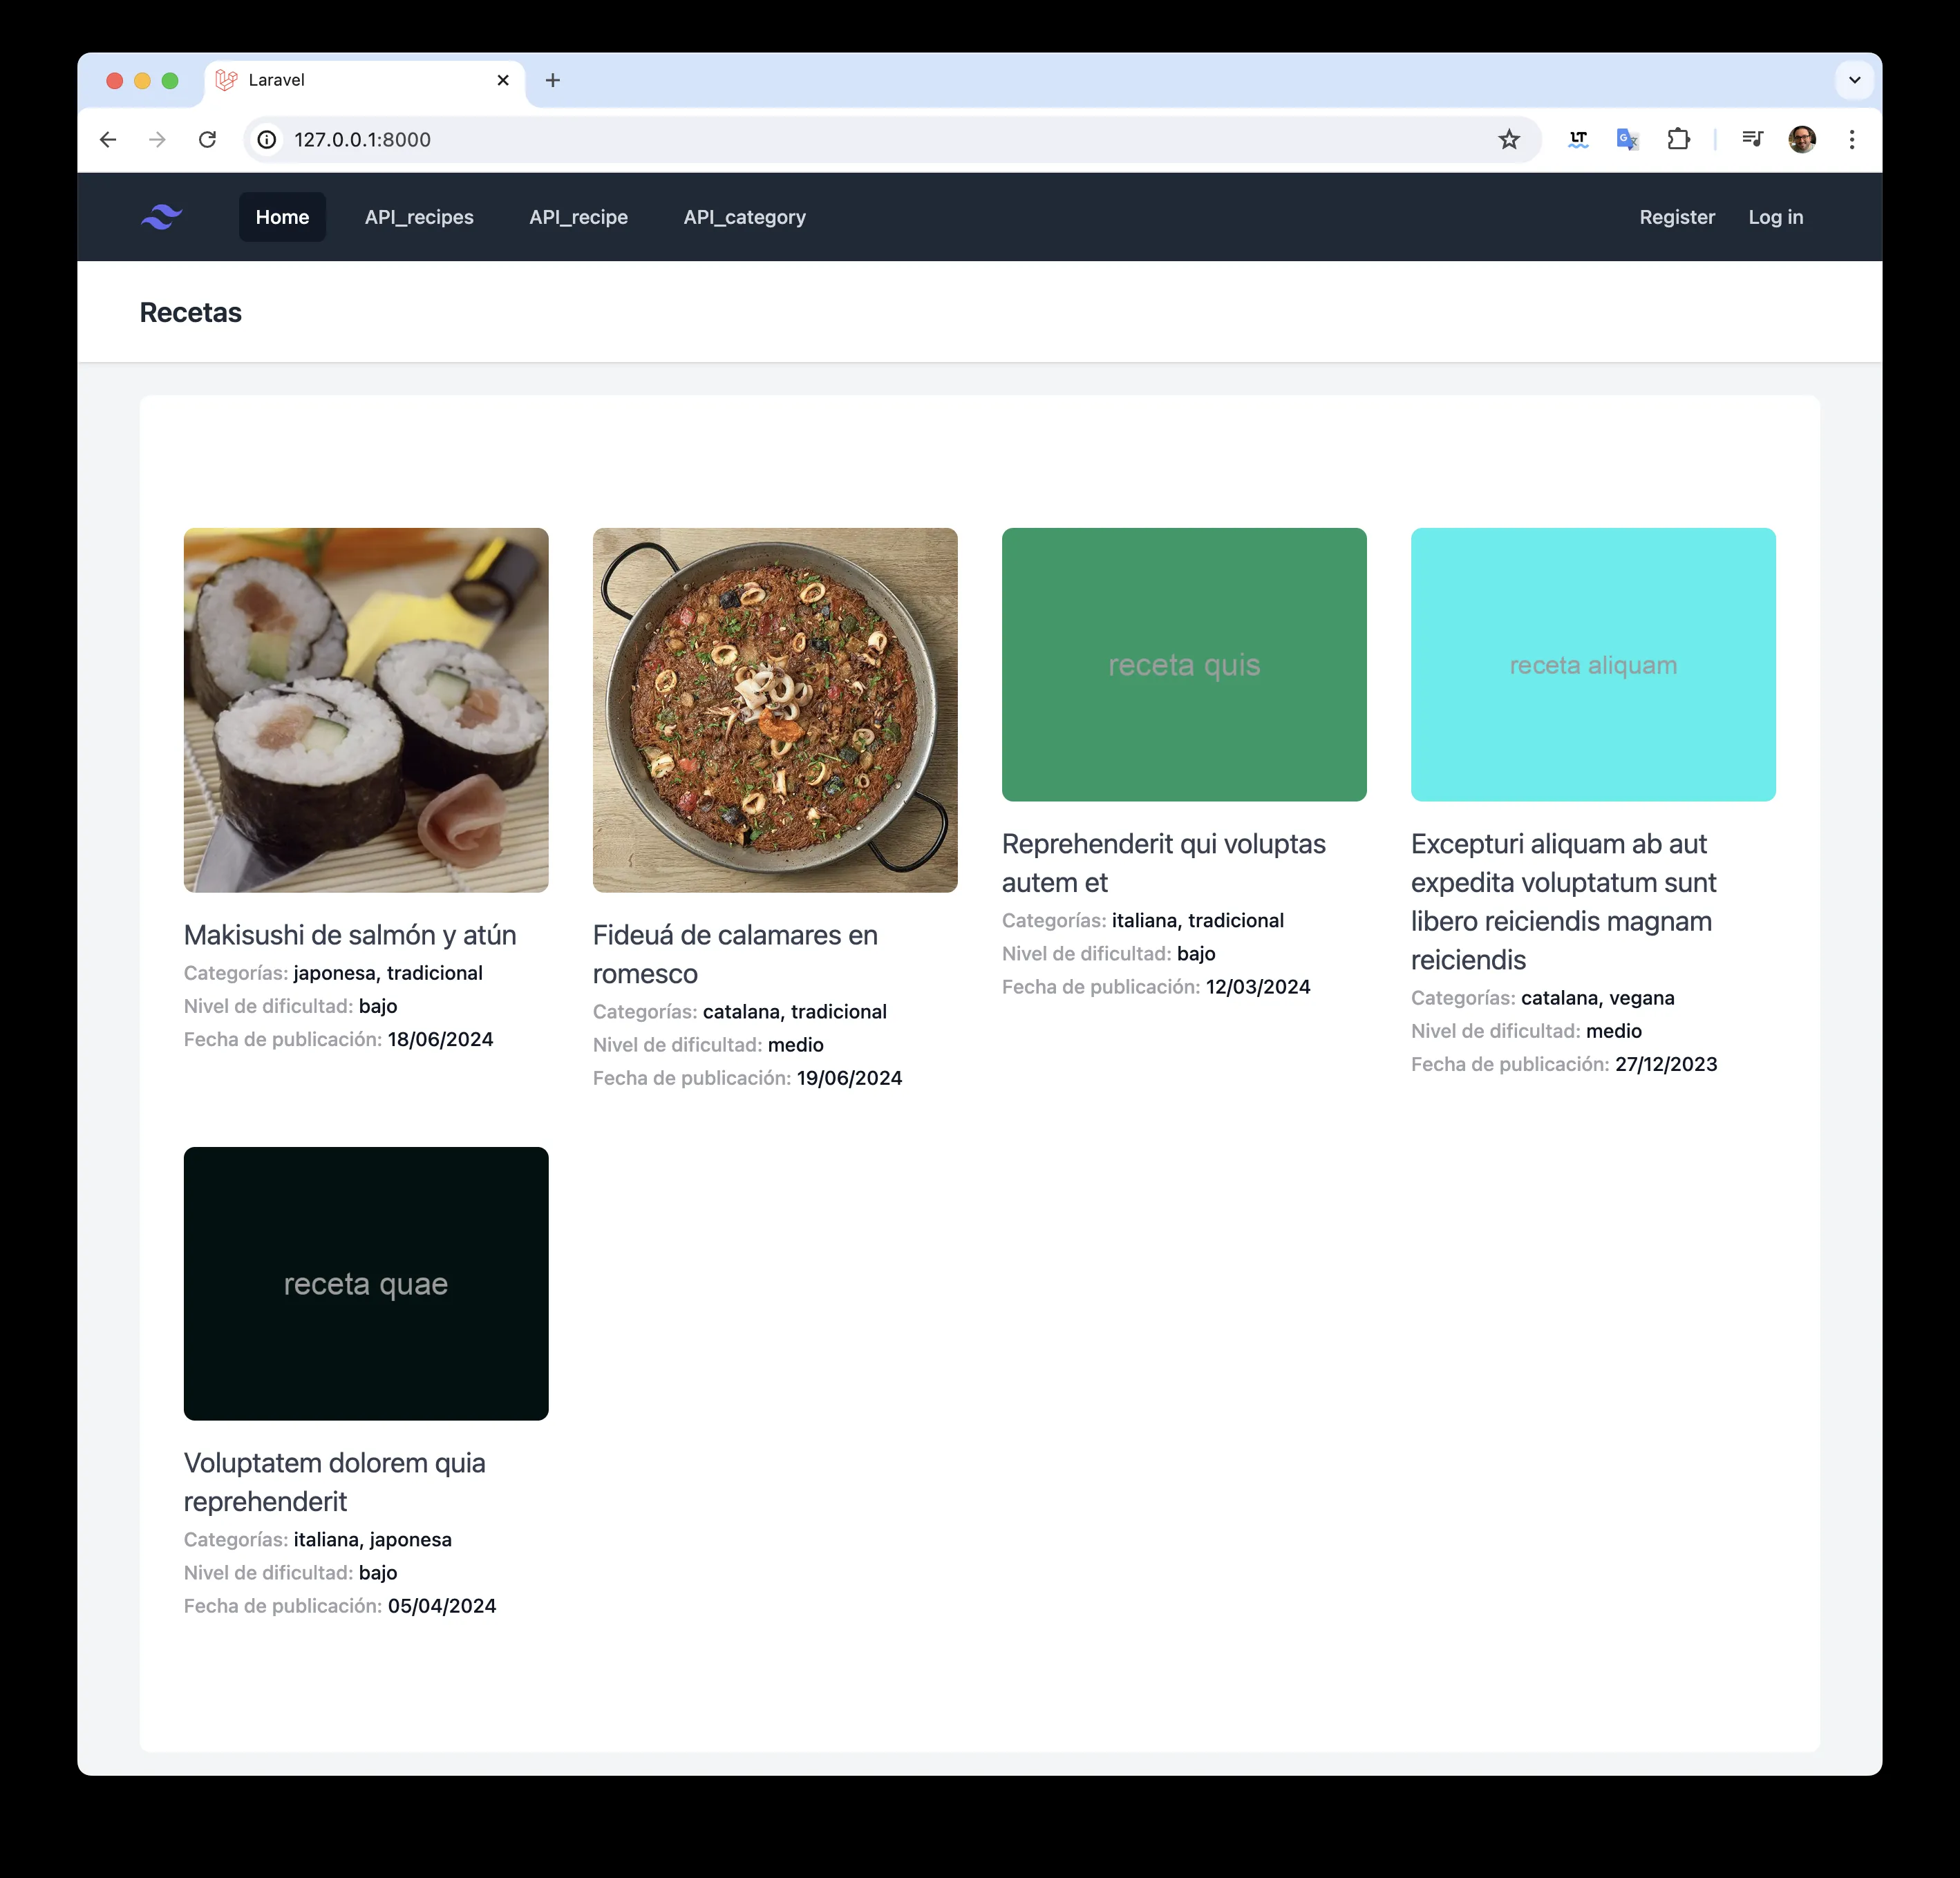 Laravel
127.0.0.1:8000
LT
G
Home API_recipes API_recipe API_category Register Log in
Recetas
Makisushi de salmón y atún
Categorías: japonesa, tradicional
Nivel de dificultad: bajo
Fecha de publicación: 18/06/2024
Fideuá de calamares en
romesco
Categorías: catalana, tradicional
Nivel de dificultad: medio
Fecha de publicación: 19/06/2024
receta quis
Reprehenderit qui voluptas
autem et
Categorías: italiana, tradicional
Nivel de dificultad: bajo
Fecha de publicación: 12/03/2024
receta aliquam
Excepturi aliquam ab aut
expedita voluptatum sunt
libero reiciendis magnam
reiciendis
Categorías: catalana, vegana
Nivel de dificultad: medio
Fecha de publicación: 27/12/2023
receta quae
Voluptatem dolorem quia
reprehenderit
Categorías: italiana, japonesa
Nivel de dificultad: bajo
Fecha de publicación: 05/04/2024